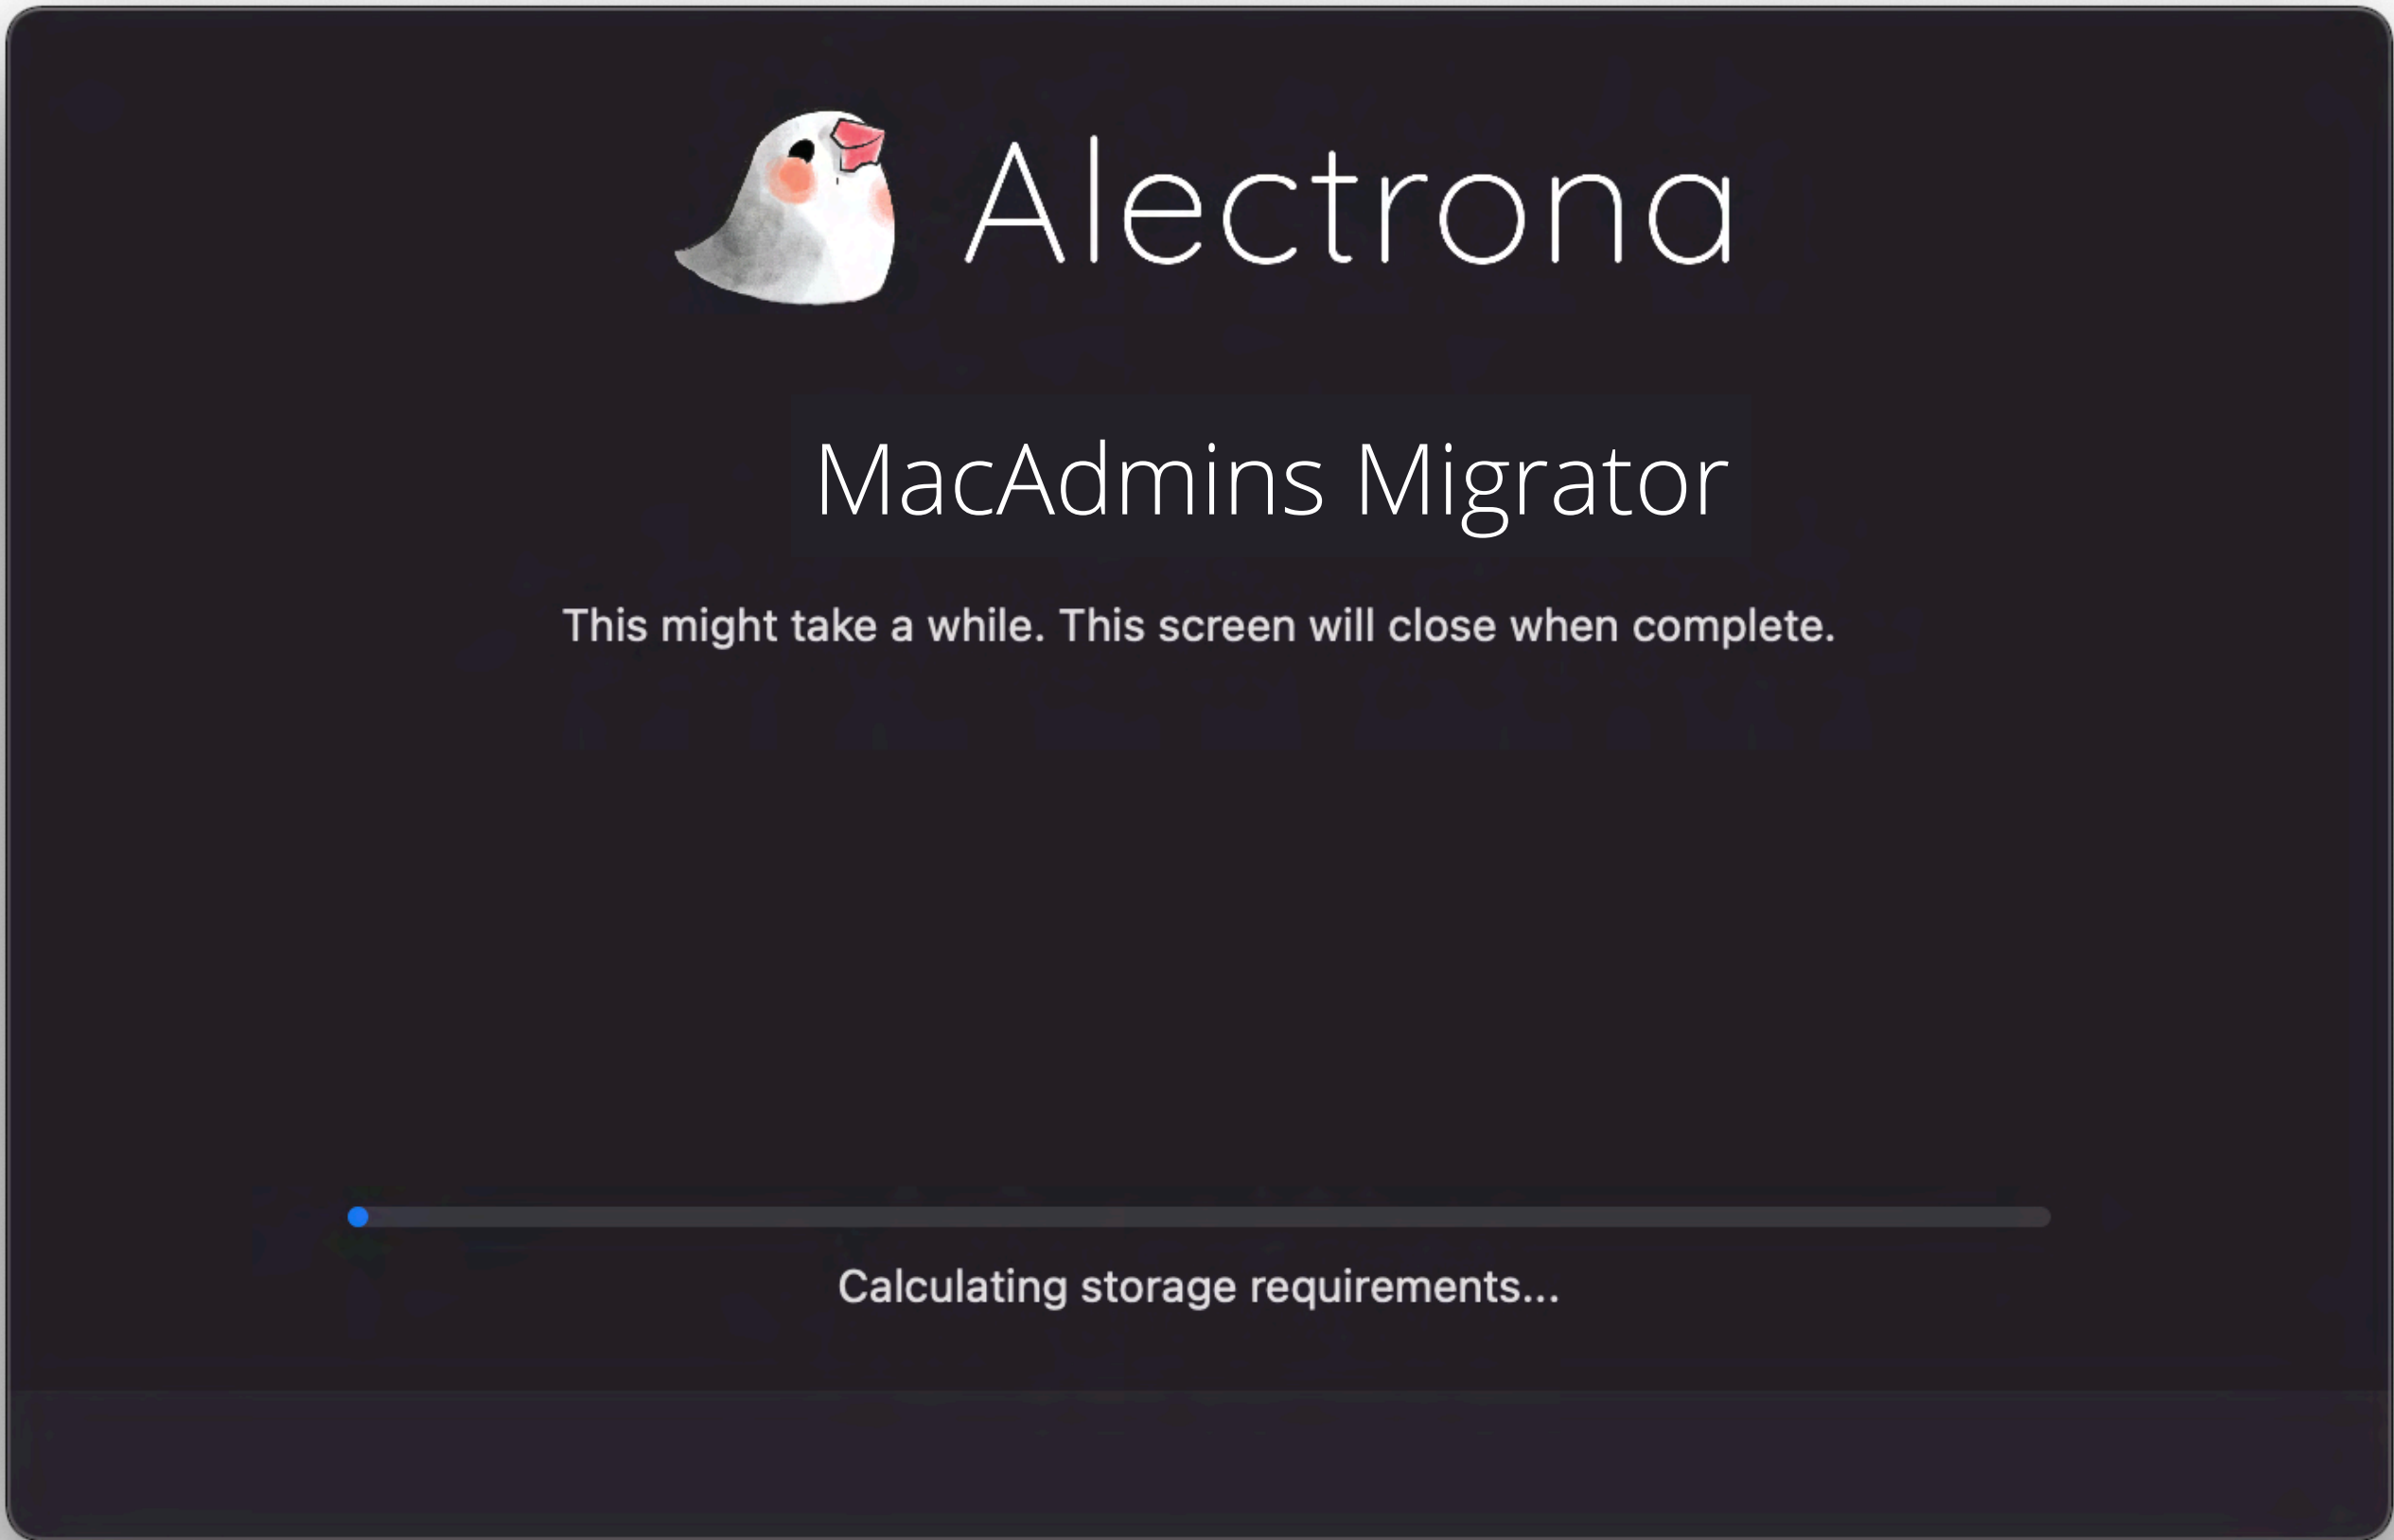 Alectrona
MacAdmins Migrator
This might take a while. This screen will close when complete.
Calculating storage requirements...